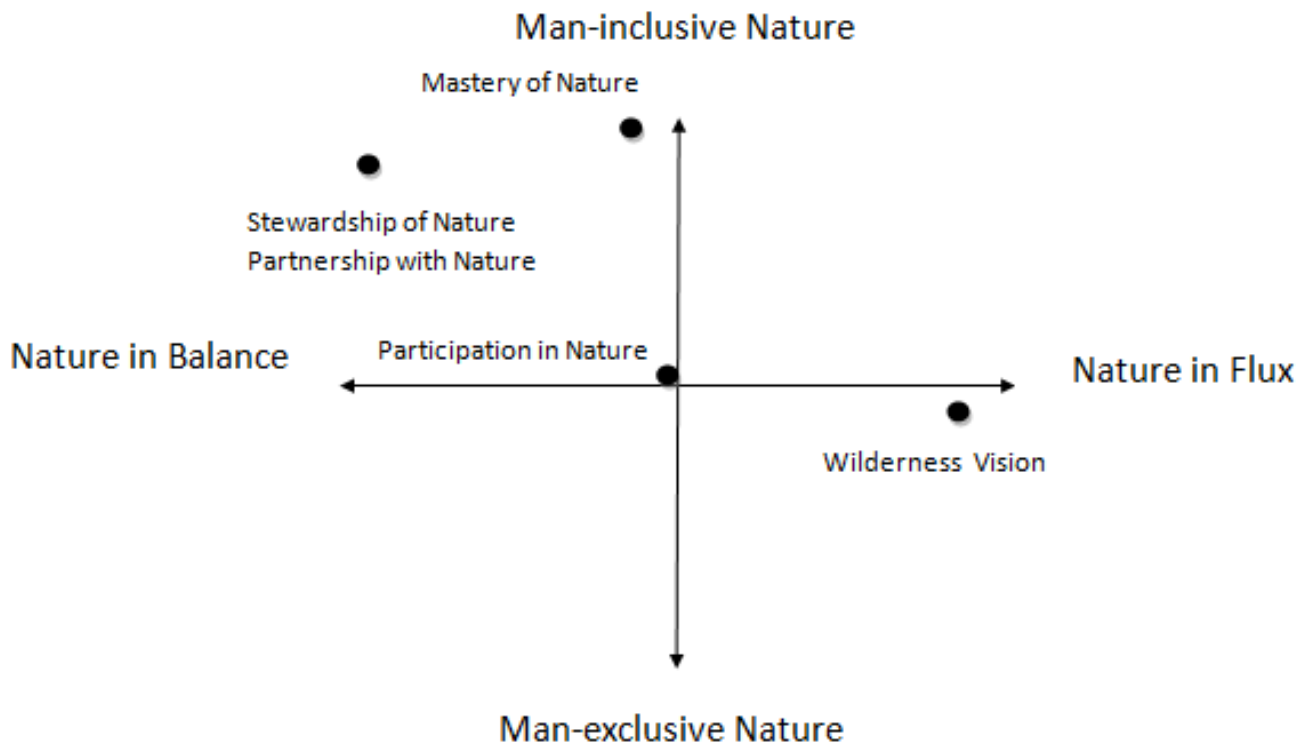 Man-inclusive Nature
Mastery of Nature
Stewardship of Nature
Partnership with Nature
Nature in Balance
Participation in Nature
Nature in Flux
Wilderness Vision
Man-exclusive Nature